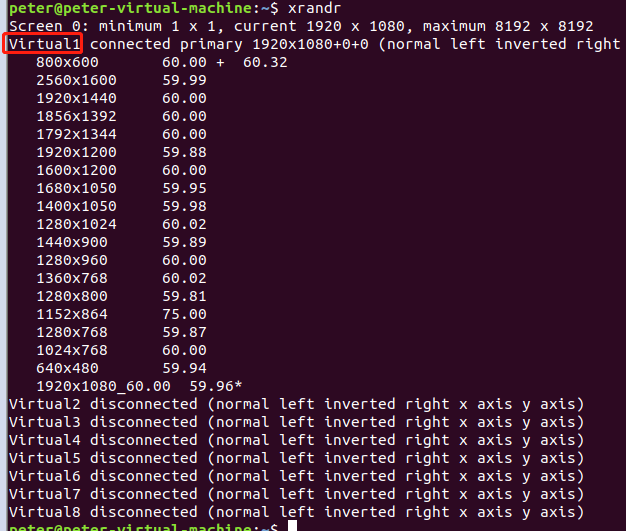 peter@peter-virtual-machine:~$ xrandr
Screen 0: minimum 1 x 1, current 1920 x 1080, maximum 8192 x 8192
Virtual1 connected primary 1920x1080+0+0 (normal left inverted right
800x600 60.00 + 60.32
2560x1600 59.99
1920x1440 60.00
1856x1392 60.00
1792x1344 60.00
1920x1200 59.88
1600x1200 60.00
1680x1050 59.95
1400x1050 59.98
1280x1024 60.02
1440x900 59.89
1280x960 60.00
1360x768 60.02
1280x800 59.81
1152x864 75.00
1280x768 59.87
1024x768 60.00
640x480 59.94
1920x1080_60.00 59.96*
Virtual2 disconnected (normal left inverted right x axis y axis)
Virtual3 disconnected (normal left inverted right x axis y axis)
Virtual4 disconnected (normal left inverted right x axis y axis)
Virtual5 disconnected (normal left inverted right x axis y axis)
Virtual6 disconnected (normal left inverted right x axis y axis)
Virtual7 disconnected (normal left inverted right x axis y axis)
Virtual8 disconnected (normal left inverted right x axis y axis)
peter@peter-virtual-machine:~$